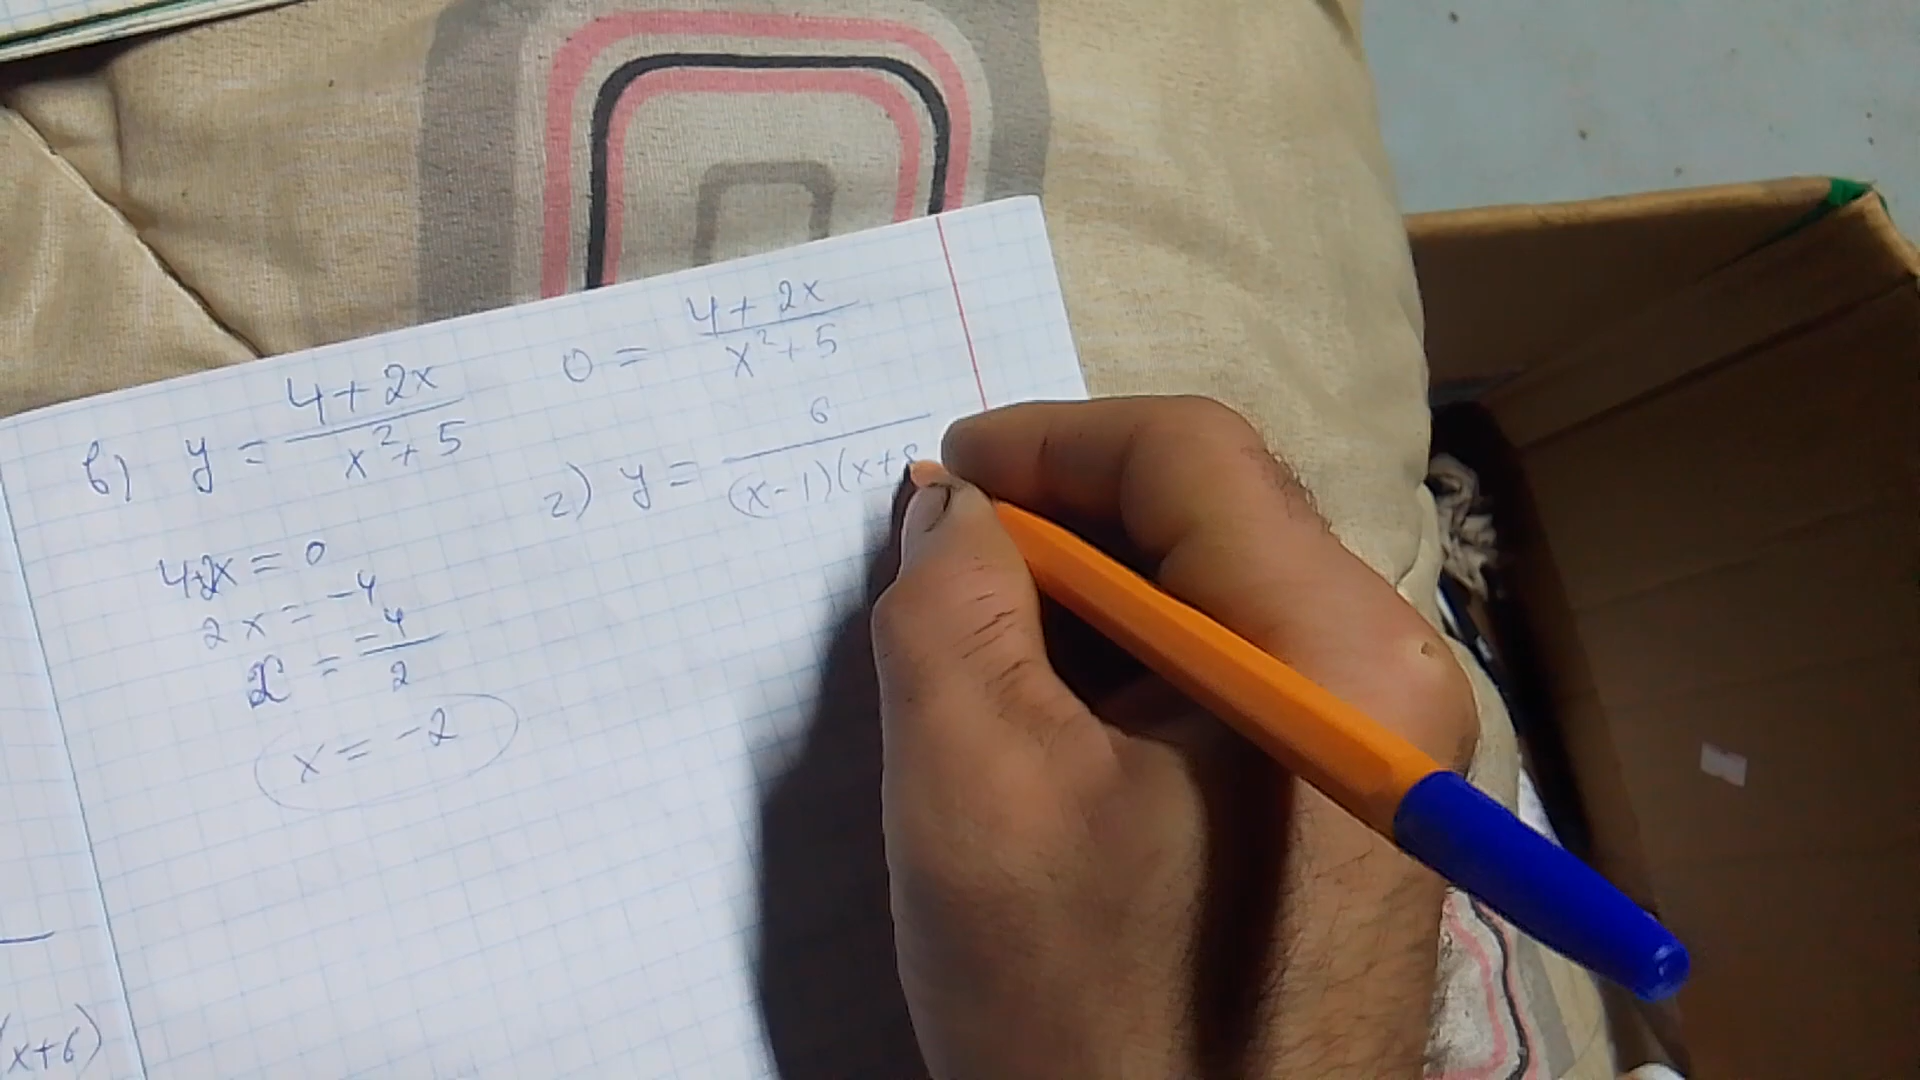 в) y = (4 + 2x)/(x² + 5)
4+2x = 0
2x = -4
x = -4/2
x = -2
0 = (4 + 2x)/(x² + 5)
г) y = 6/((x-1)(x+8
(x+6)